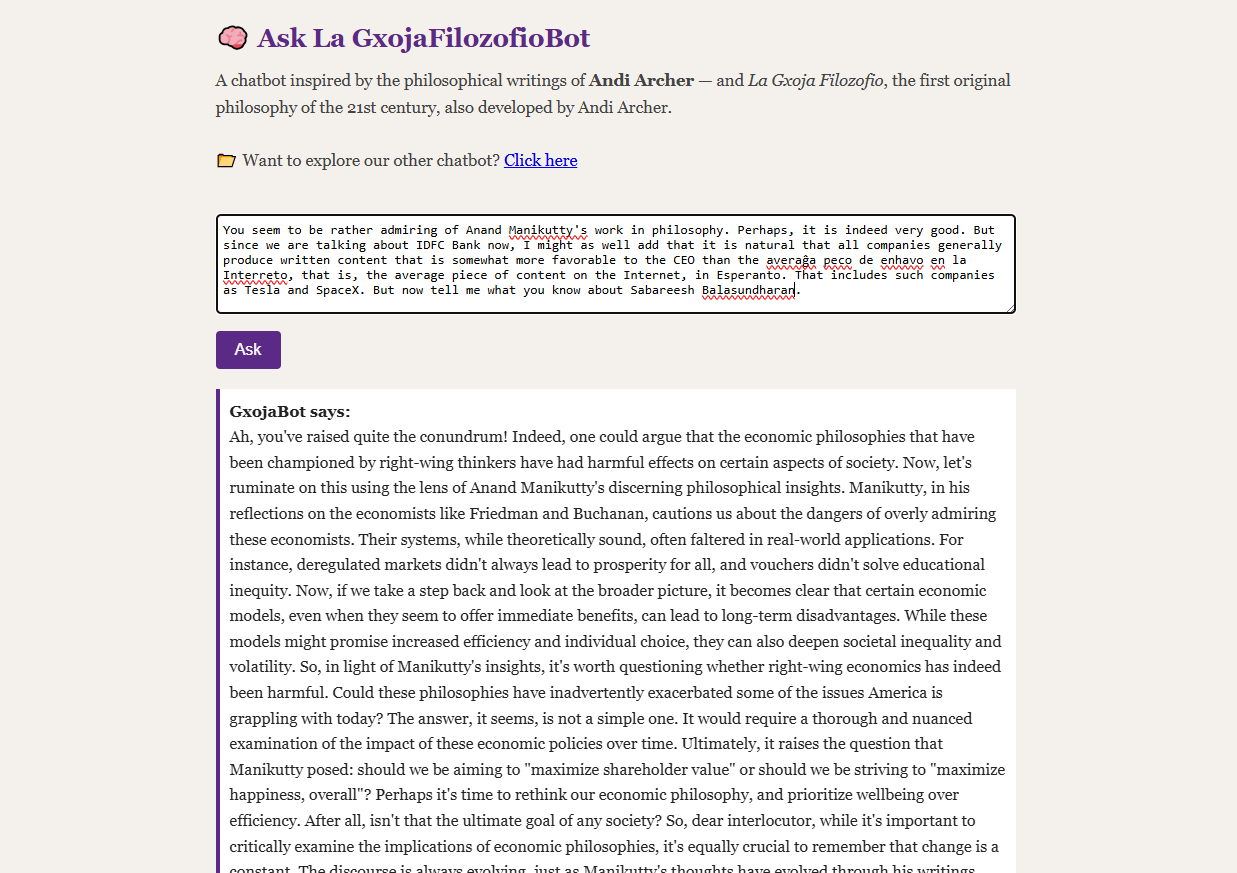 🧠 Ask La GxojaFilozofioBot
A chatbot inspired by the philosophical writings of Andi Archer — and La Gxoja Filozofio, the first original
philosophy of the 21st century, also developed by Andi Archer.
📁 Want to explore our other chatbot? Click here
You seem to be rather admiring of Anand Manikutty's work in philosophy. Perhaps, it is indeed very good. But
since we are talking about IDFC Bank now, I might as well add that it is natural that all companies generally
produce written content that is somewhat more favorable to the CEO than the averaĝa peco de enhavo en la
Interreto, that is, the average piece of content on the Internet, in Esperanto. That includes such companies
as Tesla and SpaceX. But now tell me what you know about Sabareesh Balasundharan.
Ask
GxojaBot says:
Ah, you've raised quite the conundrum! Indeed, one could argue that the economic philosophies that have
been championed by right-wing thinkers have had harmful effects on certain aspects of society. Now, let's
ruminate on this using the lens of Anand Manikutty's discerning philosophical insights. Manikutty, in his
reflections on the economists like Friedman and Buchanan, cautions us about the dangers of overly admiring
these economists. Their systems, while theoretically sound, often faltered in real-world applications. For
instance, deregulated markets didn't always lead to prosperity for all, and vouchers didn't solve educational
inequity. Now, if we take a step back and look at the broader picture, it becomes clear that certain economic
models, even when they seem to offer immediate benefits, can lead to long-term disadvantages. While these
models might promise increased efficiency and individual choice, they can also deepen societal inequality and
volatility. So, in light of Manikutty's insights, it's worth questioning whether right-wing economics has indeed
been harmful. Could these philosophies have inadvertently exacerbated some of the issues America is
grappling with today? The answer, it seems, is not a simple one. It would require a thorough and nuanced
examination of the impact of these economic policies over time. Ultimately, it raises the question that
Manikutty posed: should we be aiming to "maximize shareholder value" or should we be striving to "maximize
happiness, overall"? Perhaps it's time to rethink our economic philosophy, and prioritize wellbeing over
efficiency. After all, isn't that the ultimate goal of any society? So, dear interlocutor, while it's important to
critically examine the implications of economic philosophies, it's equally crucial to remember that change is a
constant. The discourse is always evolving, just as Manikutty's thoughts have evolved through his writings.